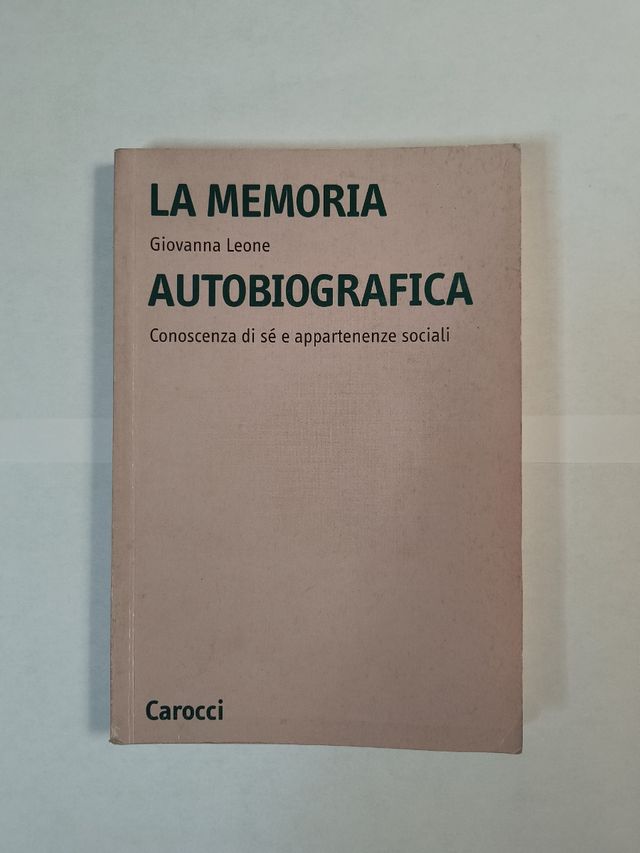 LA MEMORIA
Giovanna Leone
AUTOBIOGRAFICA
Conoscenza di sé e appartenenze sociali
Carocci